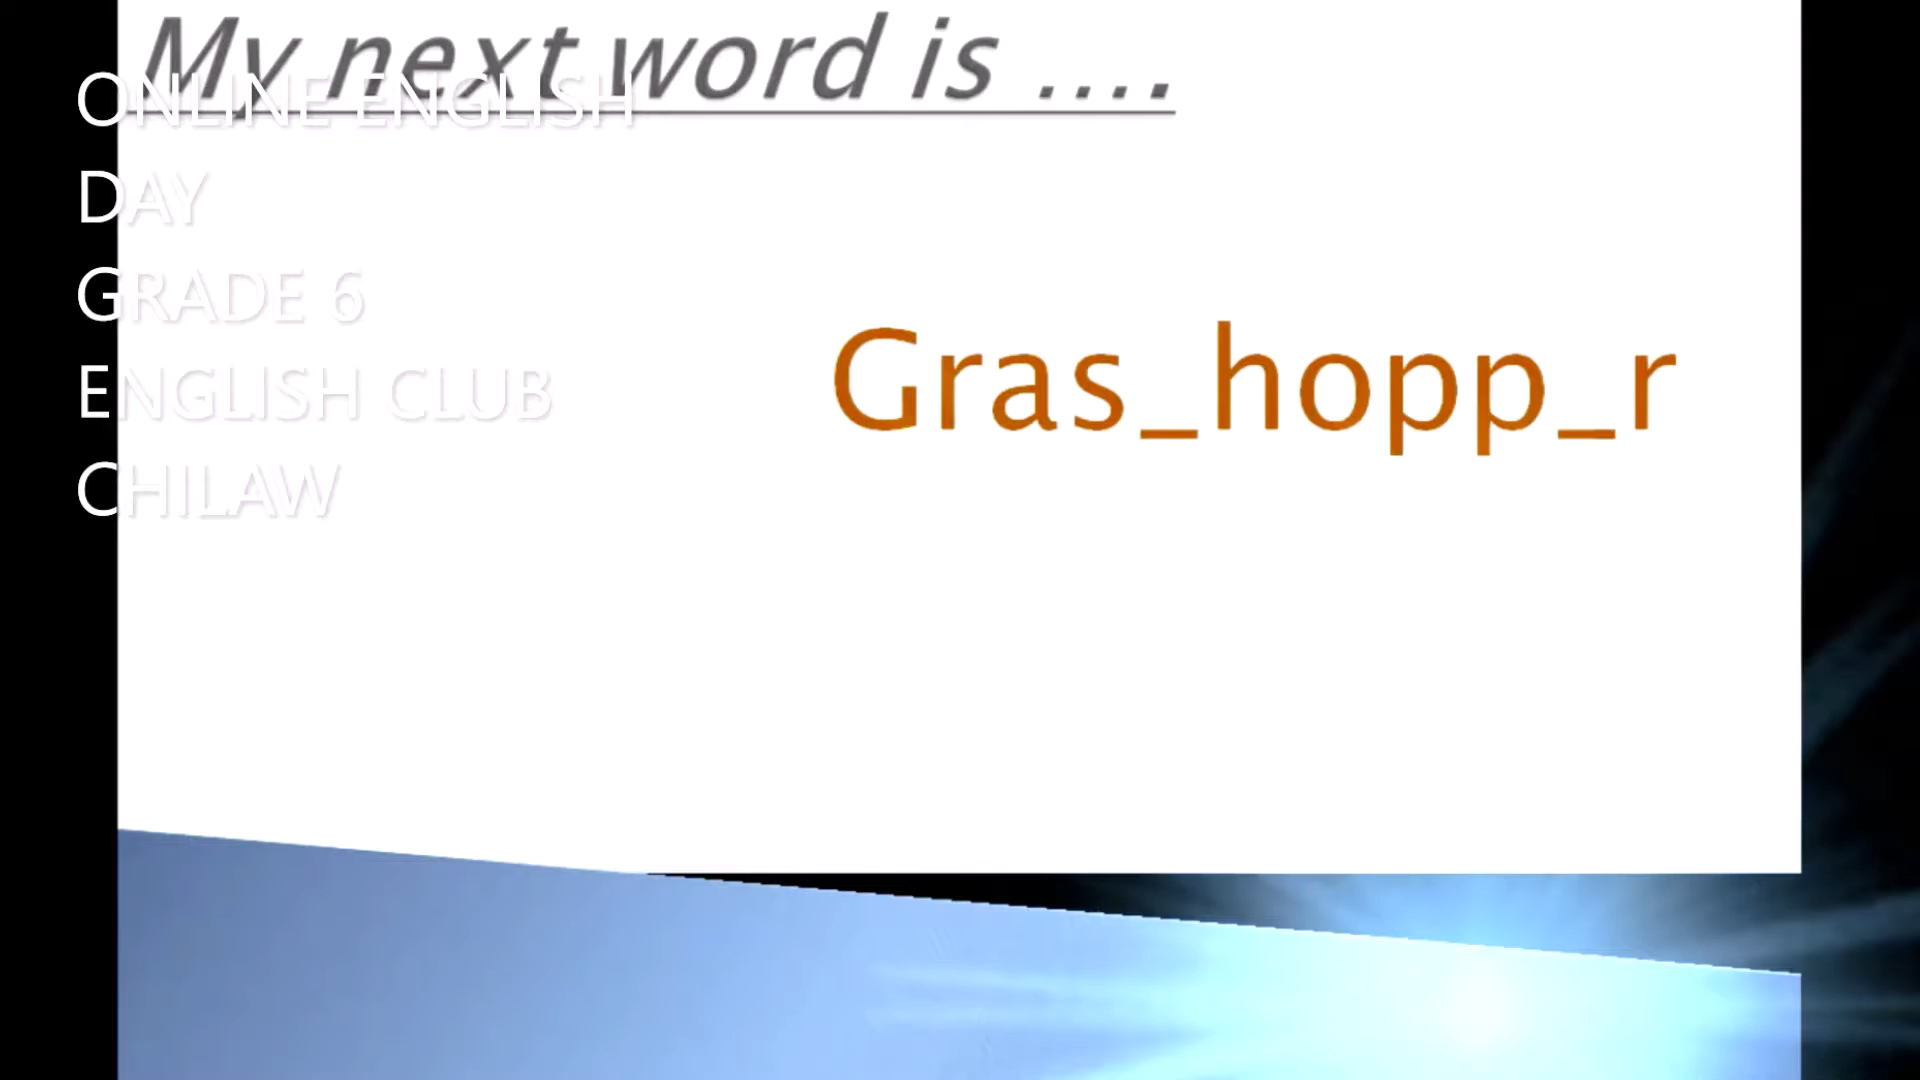 My next word is ....
ONLINE ENGLISH
DAY
GRADE 6
ENGLISH CLUB
CHILAW
Gras_hopp_r